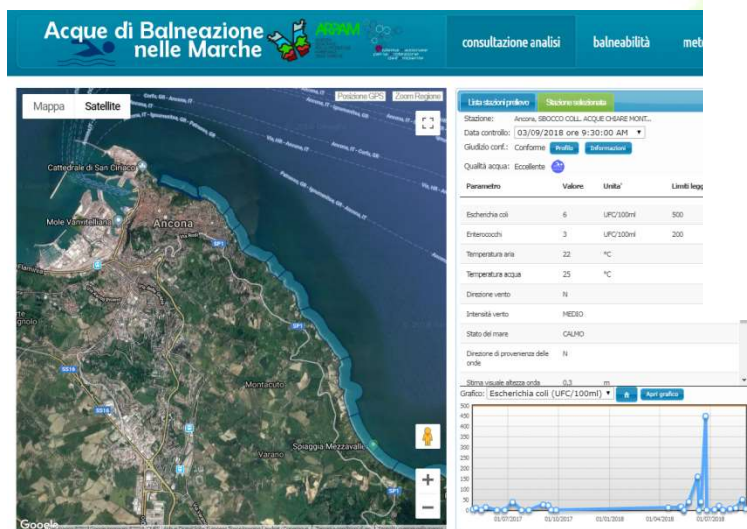 Acque di Balneazione
nelle Marche
ARPAM
consultazione analisi
balneabilità
Mappa
Satellite
Posizione GPS
Zoom Regione
Cattedrale di San Ciriaco
Mole Vanvitelliana
Ancona
SP1
Flaminia
SP1
SS16
SS16
Montacuto
Varano
Spiaggia Mezzavalle
SP1
Google
Lista stazioni prelievo
Stazione selezionata
Stazione: Ancona, SBOCCO COLL. ACQUE CHIARE MONT...
Data controllo: 03/09/2018 ore 9:30:00 AM
Giudizio conf.: Conforme Profilo Informazioni
Qualità acqua: Eccellente
Parametro Valore Unita' Limiti legg
Escherichia coli 6 UFC/100ml 500
Enterococchi 3 UFC/100ml 200
Temperatura aria 22 °C
Temperatura acqua 25 °C
Direzione vento N
Intensità vento MEDIO
Stato del mare CALMO
Direzione di provenienza delle onde N
Stima visuale altezza onda 0,3 m
Grafico: Escherichia coli (UFC/100ml) Apri grafico
500
450
400
350
300
250
200
150
100
50
0
01/07/2017 01/10/2017 01/01/2018 01/04/2018 01/07/2018